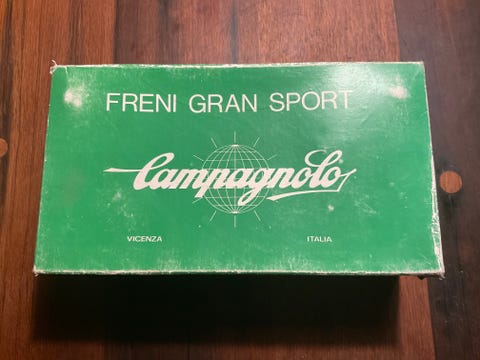 FRENI GRAN SPORT
Campagnolo
VICENZA ITALIA